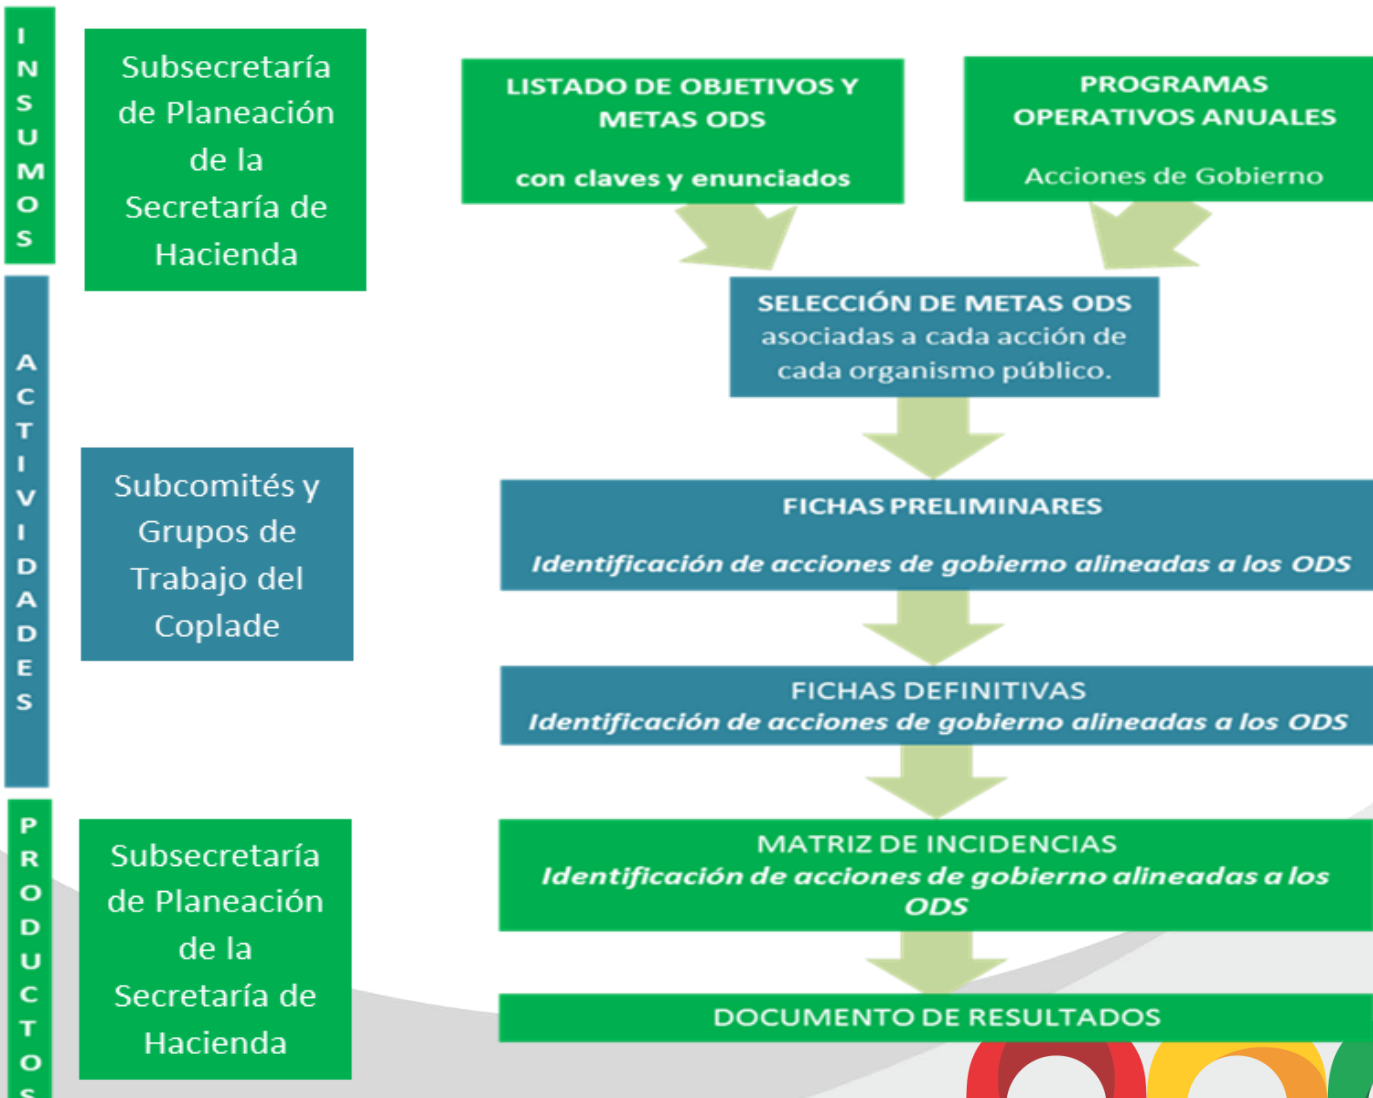 INSUMOS
Subsecretaría
de Planeación
de la
Secretaría de
Hacienda
LISTADO DE OBJETIVOS Y
METAS ODS
con claves y enunciados
PROGRAMAS
OPERATIVOS ANUALES
Acciones de Gobierno
ACTIVIDADES
SELECCIÓN DE METAS ODS
asociadas a cada acción de
cada organismo público.
Subcomités y
Grupos de
Trabajo del
Coplade
FICHAS PRELIMINARES
Identificación de acciones de gobierno alineadas a los ODS
FICHAS DEFINITIVAS
Identificación de acciones de gobierno alineadas a los ODS
PRODUCTOS
Subsecretaría
de Planeación
de la
Secretaría de
Hacienda
MATRIZ DE INCIDENCIAS
Identificación de acciones de gobierno alineadas a los
ODS
DOCUMENTO DE RESULTADOS